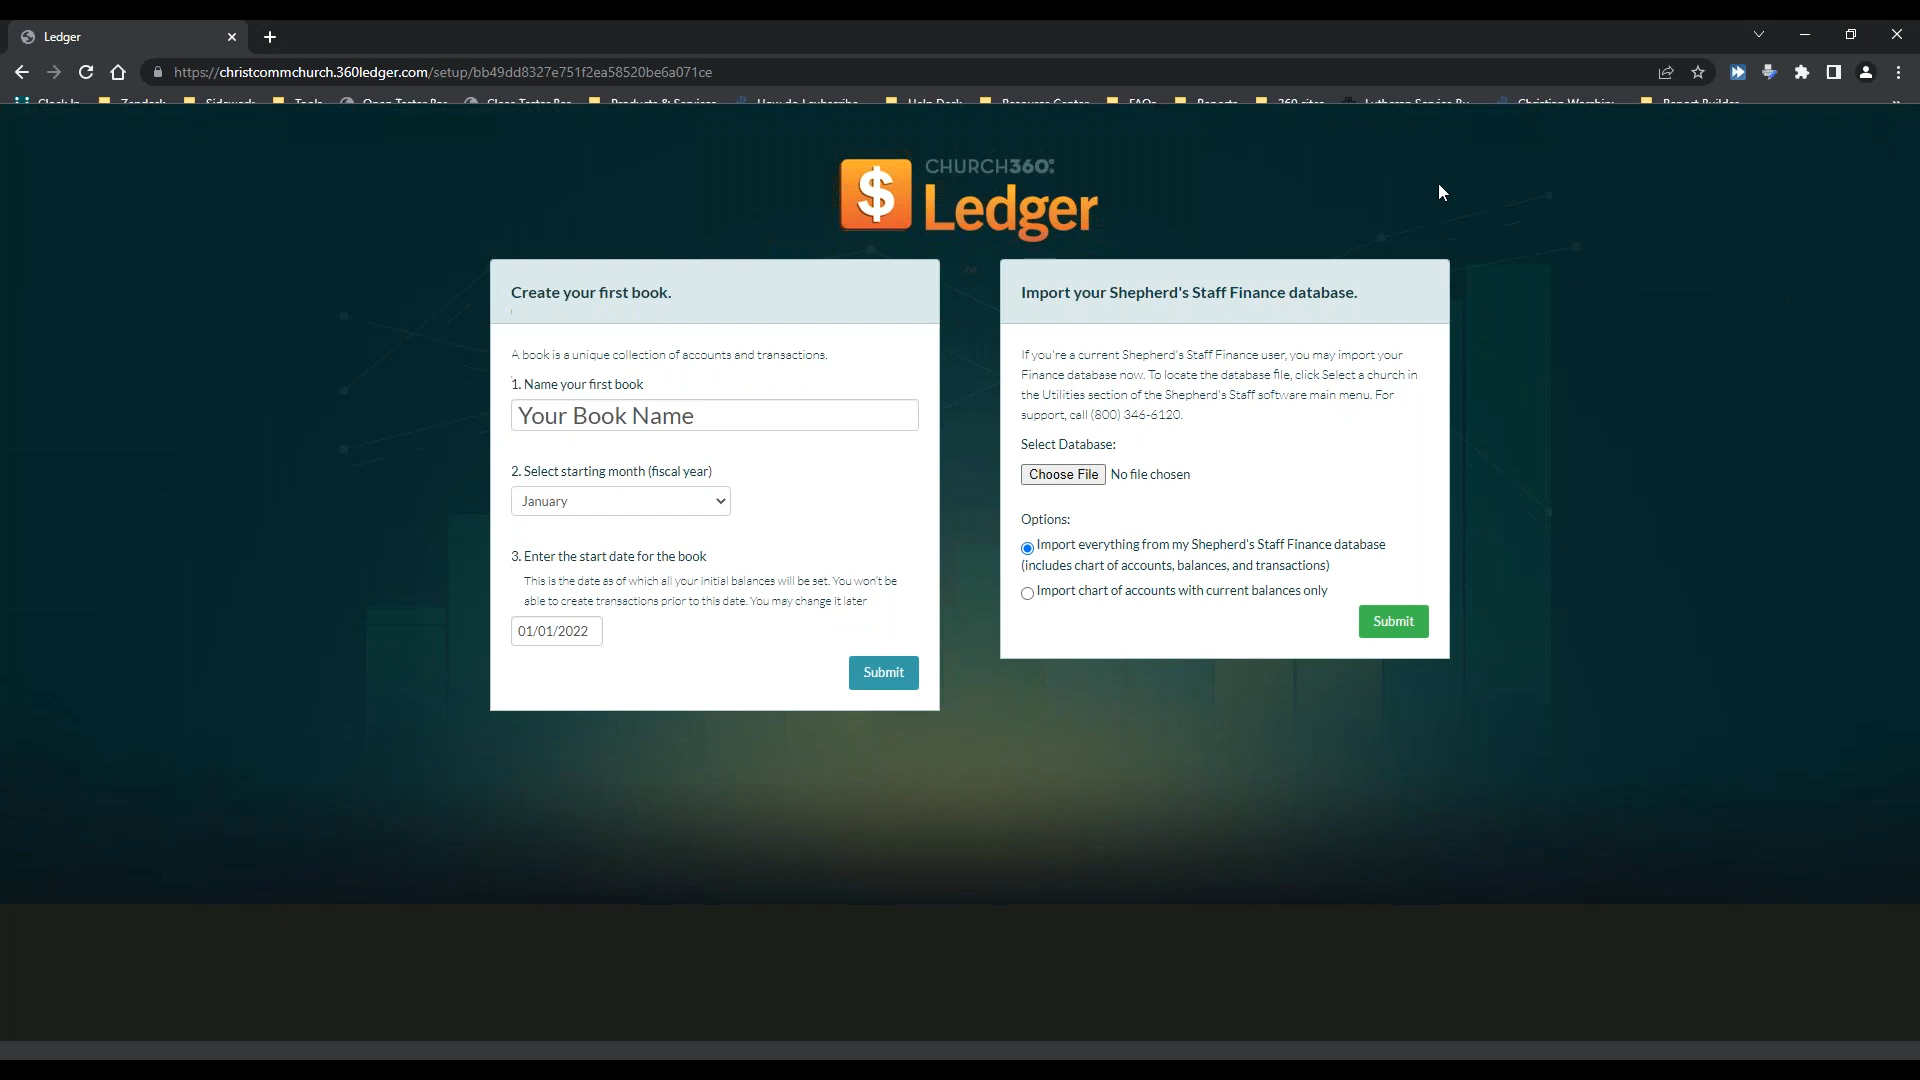 Ledger
https://christcommchurch.360ledger.com/setup/bb49dd8327e751f2ea58520be6a071ce
$
CHURCH360:
Ledger
Create your first book.
A book is a unique collection of accounts and transactions.
1. Name your first book
Your Book Name
2. Select starting month (fiscal year)
January
3. Enter the start date for the book
This is the date as of which all your initial balances will be set. You won't be
able to create transactions prior to this date. You may change it later
01/01/2022
Submit
Import your Shepherd's Staff Finance database.
If you're a current Shepherd's Staff Finance user, you may import your
Finance database now. To locate the database file, click Select a church in
the Utilities section of the Shepherd's Staff software main menu. For
support, call (800) 346-6120.
Select Database:
Choose File No file chosen
Options:
Import everything from my Shepherd's Staff Finance database
(includes chart of accounts, balances, and transactions)
Import chart of accounts with current balances only
Submit